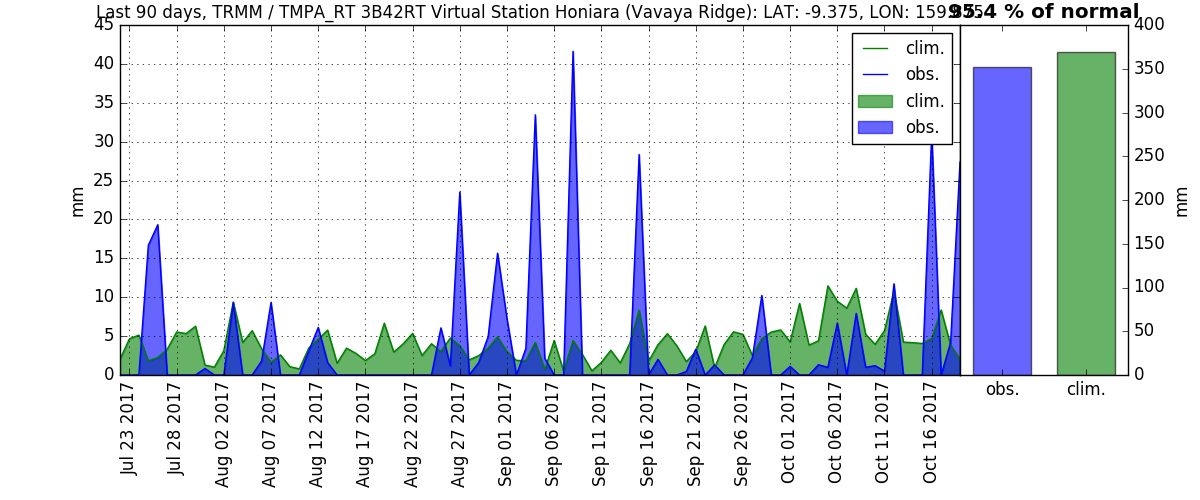 Last 90 days, TRMM / TMPA_RT 3B42RT Virtual Station Honiara (Vavaya Ridge): LAT: -9.375, LON: 159.875
95.4 % of normal
45
40
35
30
25
20
15
10
5
0
mm
clim.
obs.
clim.
obs.
Jul 23 2017
Jul 28 2017
Aug 02 2017
Aug 07 2017
Aug 12 2017
Aug 17 2017
Aug 22 2017
Aug 27 2017
Sep 01 2017
Sep 06 2017
Sep 11 2017
Sep 16 2017
Sep 21 2017
Sep 26 2017
Oct 01 2017
Oct 06 2017
Oct 11 2017
Oct 16 2017
400
350
300
250
200
150
100
50
0
mm
obs.
clim.